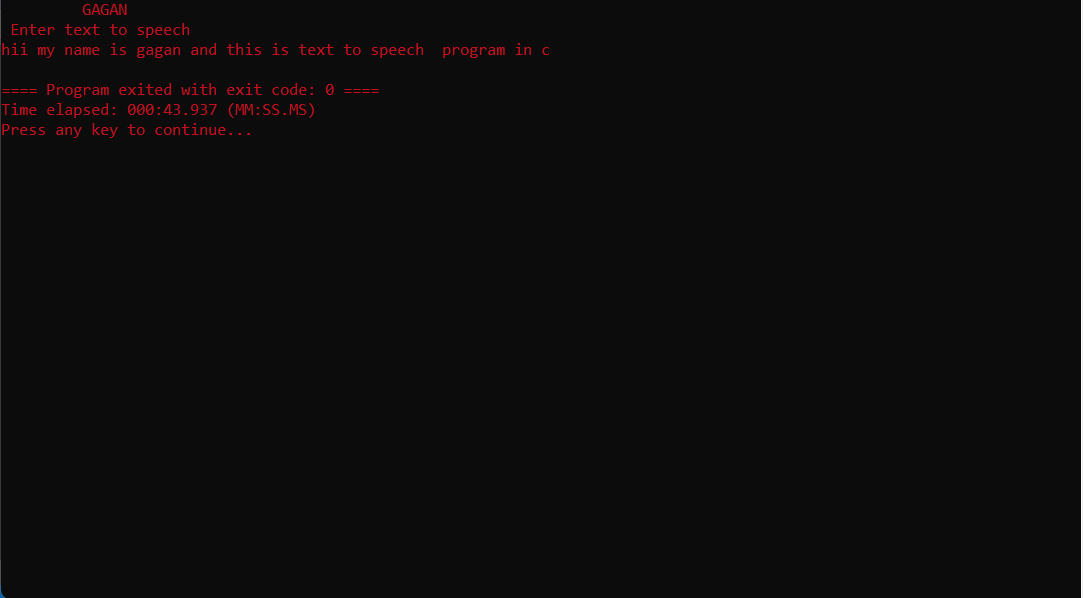 GAGAN
Enter text to speech
hii my name is gagan and this is text to speech  program in c
==== Program exited with exit code: 0 ====
Time elapsed: 000:43.937 (MM:SS.MS)
Press any key to continue...